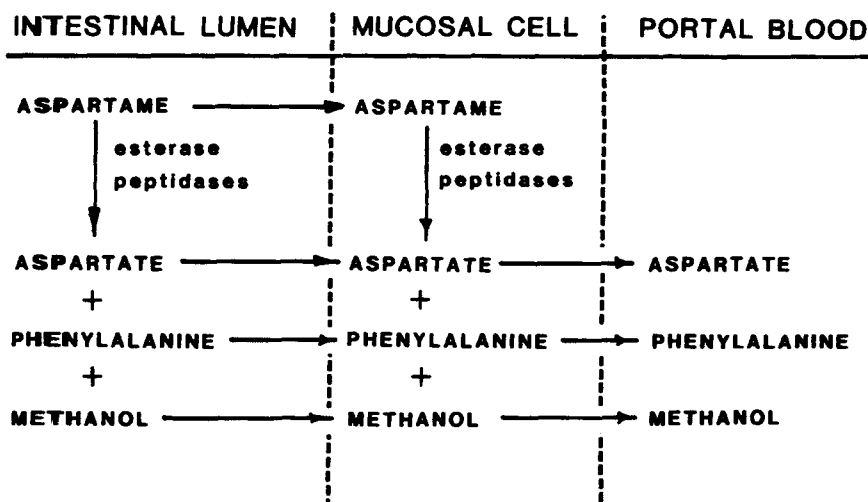 INTESTINAL LUMEN MUCOSAL CELL PORTAL BLOOD
ASPARTAME ASPARTAME
esterase esterase
peptidases peptidases
ASPARTATE ASPARTATE ASPARTATE
+ +
PHENYLALANINE PHENYLALANINE PHENYLALANINE
+ +
METHANOL METHANOL METHANOL